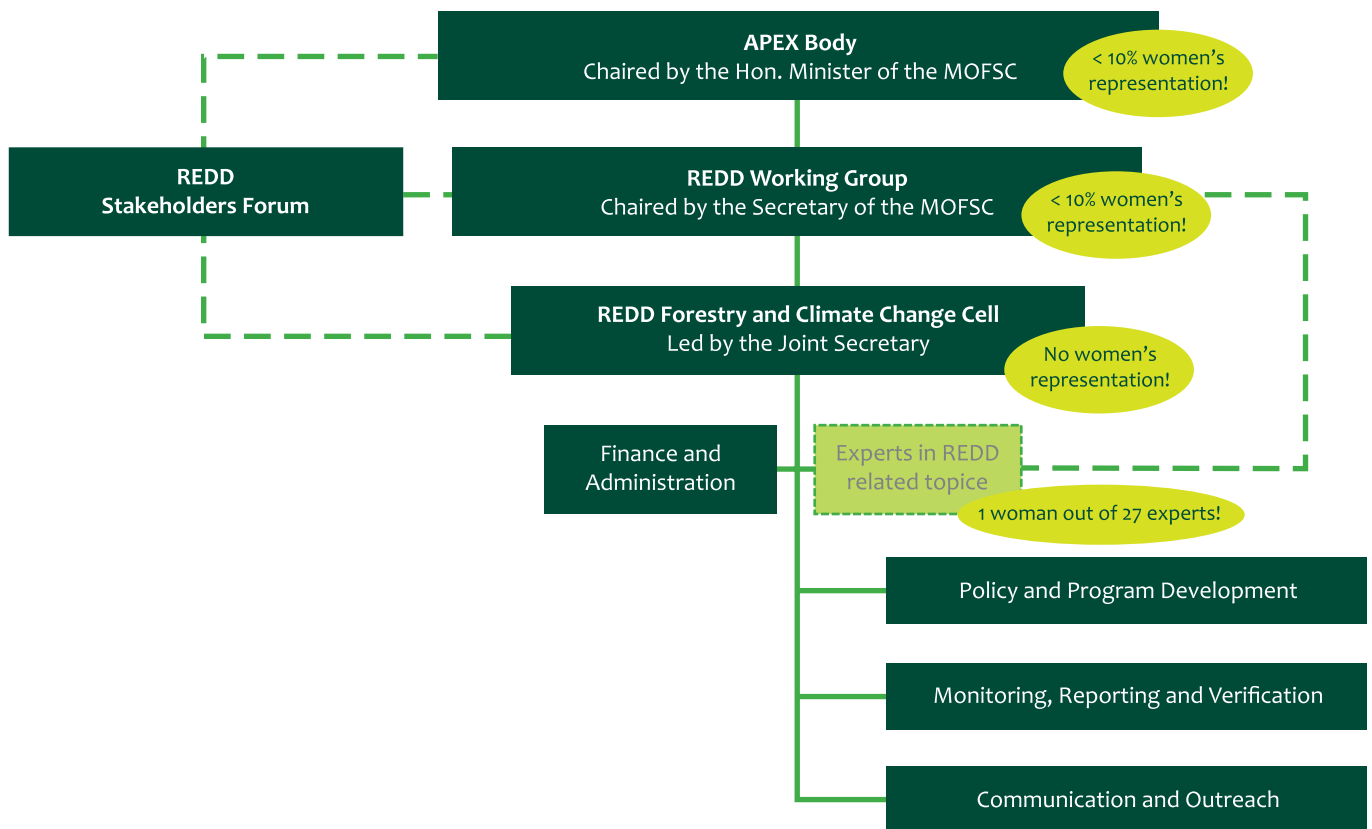 APEX Body
Chaired by the Hon. Minister of the MOFSC
< 10% women’s
representation!
REDD
Stakeholders Forum
REDD Working Group
Chaired by the Secretary of the MOFSC
< 10% women’s
representation!
REDD Forestry and Climate Change Cell
Led by the Joint Secretary
No women’s
representation!
Finance and
Administration
Experts in REDD
related topice
1 woman out of 27 experts!
Policy and Program Development
Monitoring, Reporting and Verification
Communication and Outreach